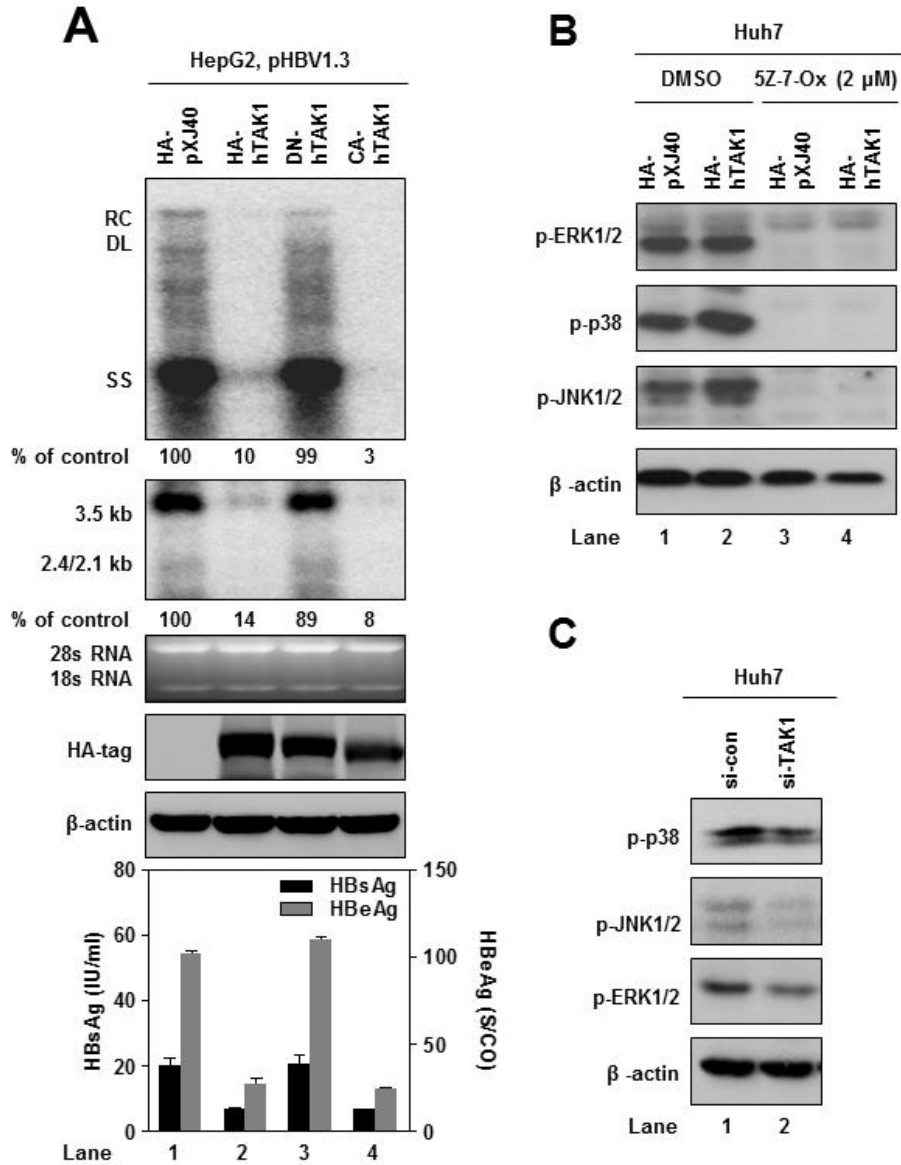 A
HepG2, pHBV1.3
HA-pXJ40 HA-hTAK1 DN-hTAK1 CA-hTAK1
RC
DL
SS
% of control 100 10 99 3
3.5 kb
2.4/2.1 kb
% of control 100 14 89 8
28s RNA
18s RNA
HA-tag
β-actin
80 150
HBsAg
HBeAg
60
100
40
50
20
0 0
HBsAg (IU/ml)
HBeAg (S/CO)
Lane 1 2 3 4
B
Huh7
DMSO 5Z-7-Ox (2 µM)
HA-pXJ40 HA-hTAK1 HA-pXJ40 HA-hTAK1
p-ERK1/2
p-p38
p-JNK1/2
β -actin
Lane 1 2 3 4
C
Huh7
si-con si-TAK1
p-p38
p-JNK1/2
p-ERK1/2
β -actin
Lane 1 2